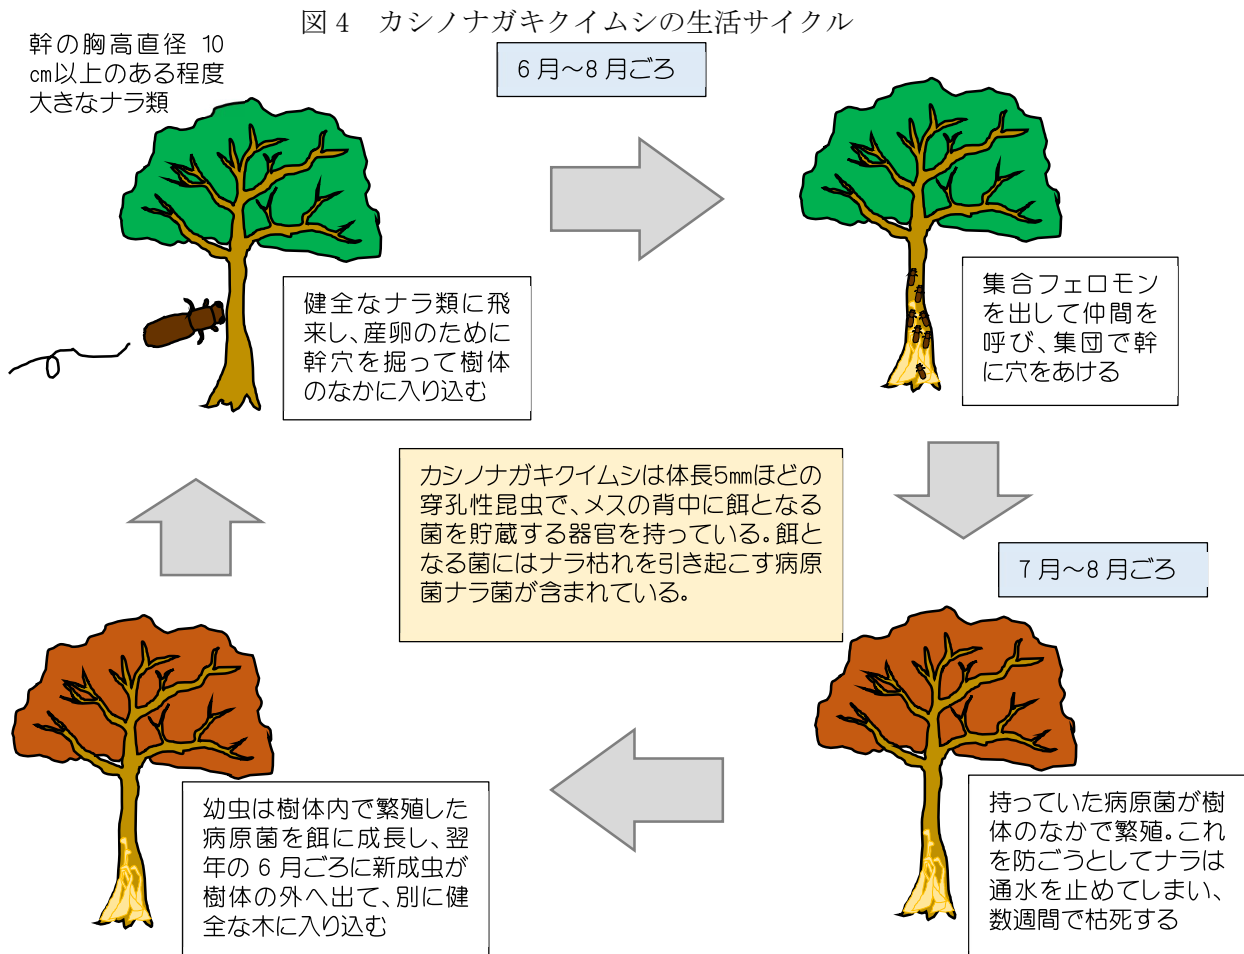 図４　カシノナガキクイムシの生活サイクル
幹の胸高直径 10
㎝以上のある程度
大きなナラ類
６月～８月ごろ
健全なナラ類に飛
来し、産卵のために
幹穴を掘って樹体
のなかに入り込む
集合フェロモン
を出して仲間を
呼び、集団で幹
に穴をあける
カシノナガキクイムシは体長5㎜ほどの
穿孔性昆虫で、メスの背中に餌となる
菌を貯蔵する器官を持っている。餌と
なる菌にはナラ枯れを引き起こす病原
菌ナラ菌が含まれている。
７月～８月ごろ
持っていた病原菌が樹
体のなかで繁殖。これ
を防ごうとしてナラは
通水を止めてしまい、
数週間で枯死する
幼虫は樹体内で繁殖した
病原菌を餌に成長し、翌
年の６月ごろに新成虫が
樹体の外へ出て、別に健
全な木に入り込む